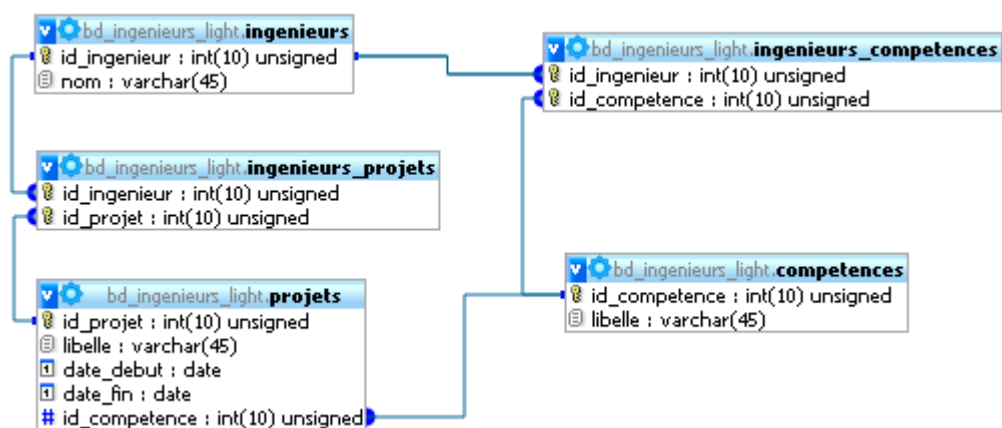 bd_ingenieurs_light.ingenieurs
id_ingenieur : int(10) unsigned
nom : varchar(45)
bd_ingenieurs_light.ingenieurs_competences
id_ingenieur : int(10) unsigned
id_competence : int(10) unsigned
bd_ingenieurs_light.ingenieurs_projets
id_ingenieur : int(10) unsigned
id_projet : int(10) unsigned
bd_ingenieurs_light.projets
id_projet : int(10) unsigned
libelle : varchar(45)
date_debut : date
date_fin : date
# id_competence : int(10) unsigned
bd_ingenieurs_light.competences
id_competence : int(10) unsigned
libelle : varchar(45)